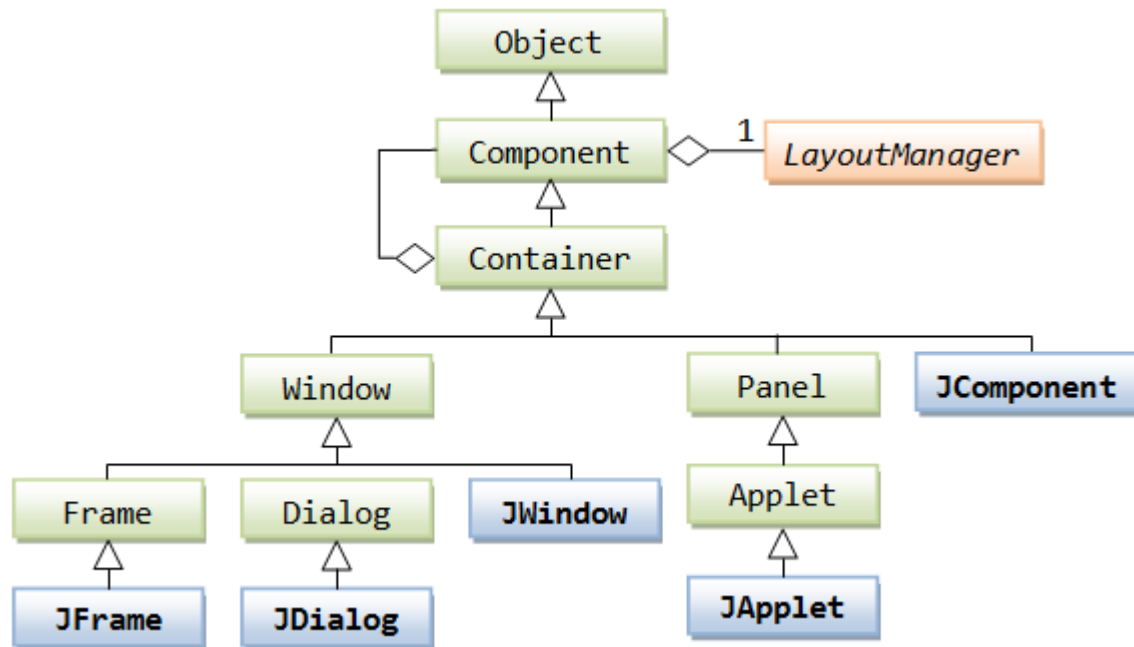 Object
Component
1
LayoutManager
Container
Window
Panel
JComponent
Frame
Dialog
JWindow
Applet
JFrame
JDialog
JApplet